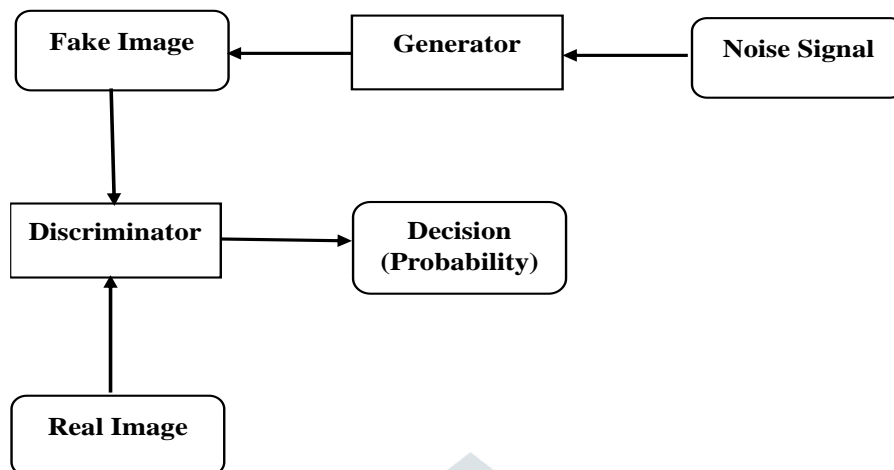 Fake Image
Generator
Noise Signal
Discriminator
Decision
(Probability)
Real Image